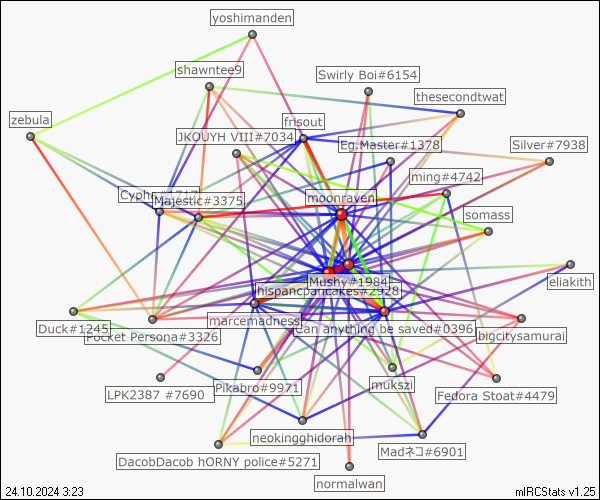 yoshimanden
shawntee9
Swirly Boi#6154
thesecondtwat
zebula
frisout
JKOUYH VIII#7034
Eg.Master#1378
Silver#7938
ming#4742
Majestic#3375
moonraven
somass
Mushy#1984
eliakith
hispancpancakes#2928
marcemadness
Can anything be saved#0396
Duck#1245
Pocket Persona#3326
bigcitysamurai
Pikabro#9971
mukszi
LPK2387 #7690
Fedora Stoat#4479
neokingghidorah
Madネコ#6901
DacobDacob hORNY police#5271
normalwan
24.10.2024 3:23
mIRCStats v1.25